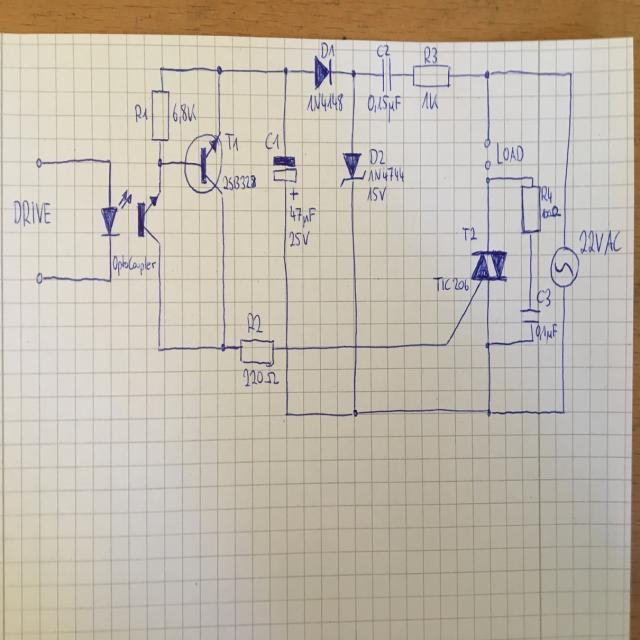 D1
C2
R3
1N4148
0,15µF
1K
R1
6,8K
T1
C1
D2
1N4744
15V
LOAD
2SB328
+
47µF
25V
R4
DRIVE
Optocoupler
T2
TIC206
22VAC
C3
0,1µF
R2
220Ω